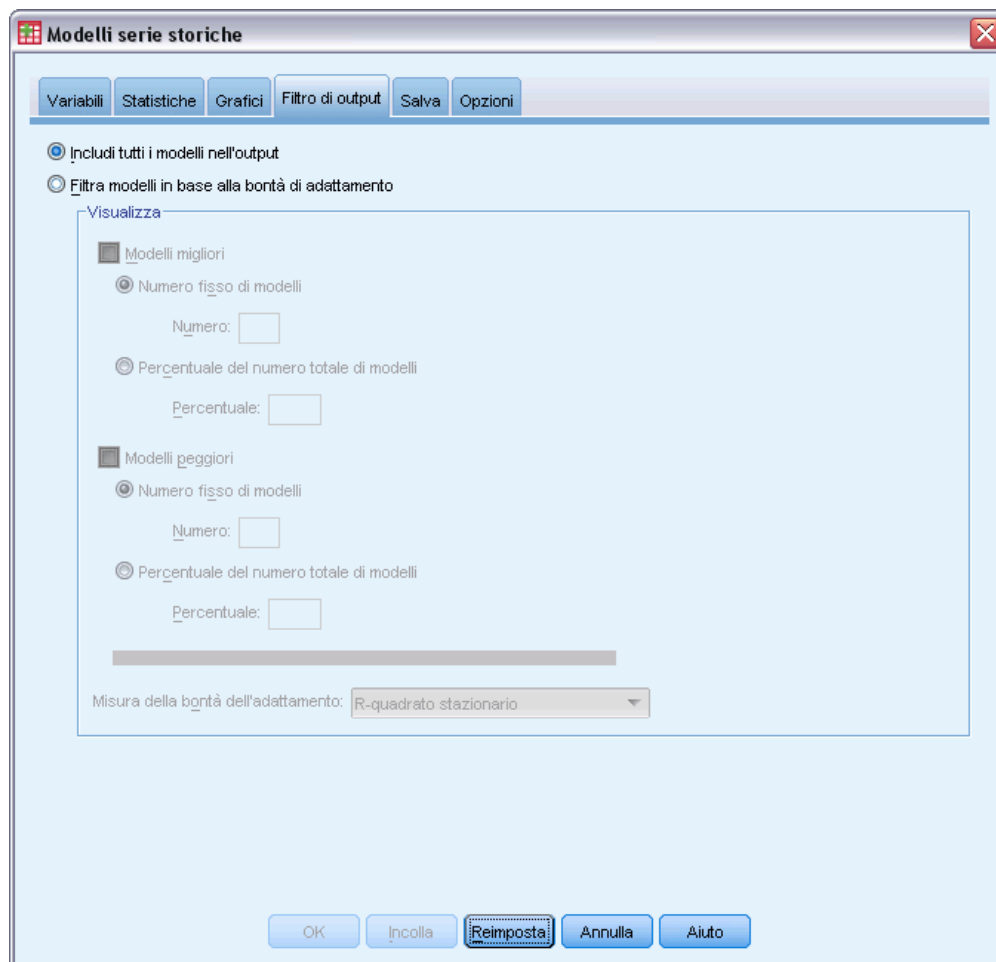 Modelli serie storiche
Variabili Statistiche Grafici Filtro di output Salva Opzioni
Includi tutti i modelli nell'output
Filtra modelli in base alla bontà di adattamento
Visualizza
Modelli migliori
Numero fisso di modelli
Numero:
Percentuale del numero totale di modelli
Percentuale:
Modelli peggiori
Numero fisso di modelli
Numero:
Percentuale del numero totale di modelli
Percentuale:
Misura della bontà dell'adattamento: R-quadrato stazionario
OK Incolla Reimposta Annulla Aiuto